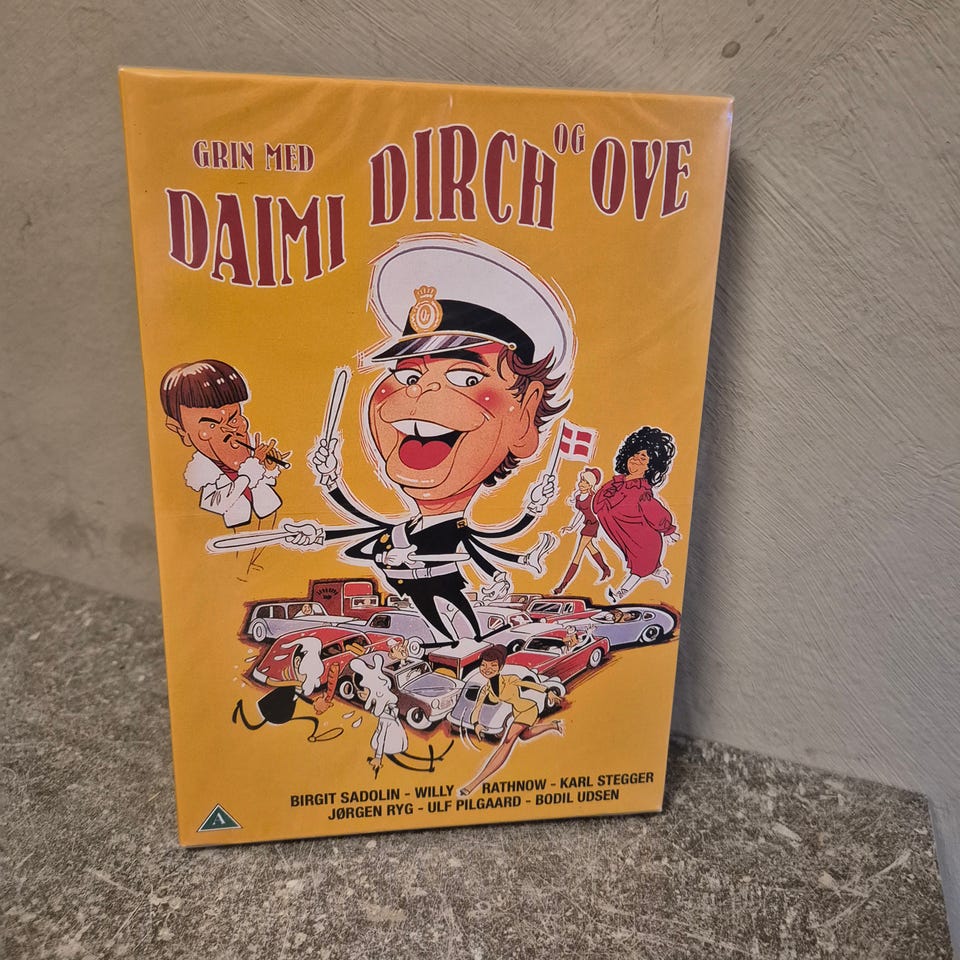 GRIN MED
DAIMI DIRCH OG OVE
BIRGIT SADOLIN - WILLY RATHNOW - KARL STEGGER
JØRGEN RYG - ULF PILGAARD - BODIL UDSEN
A